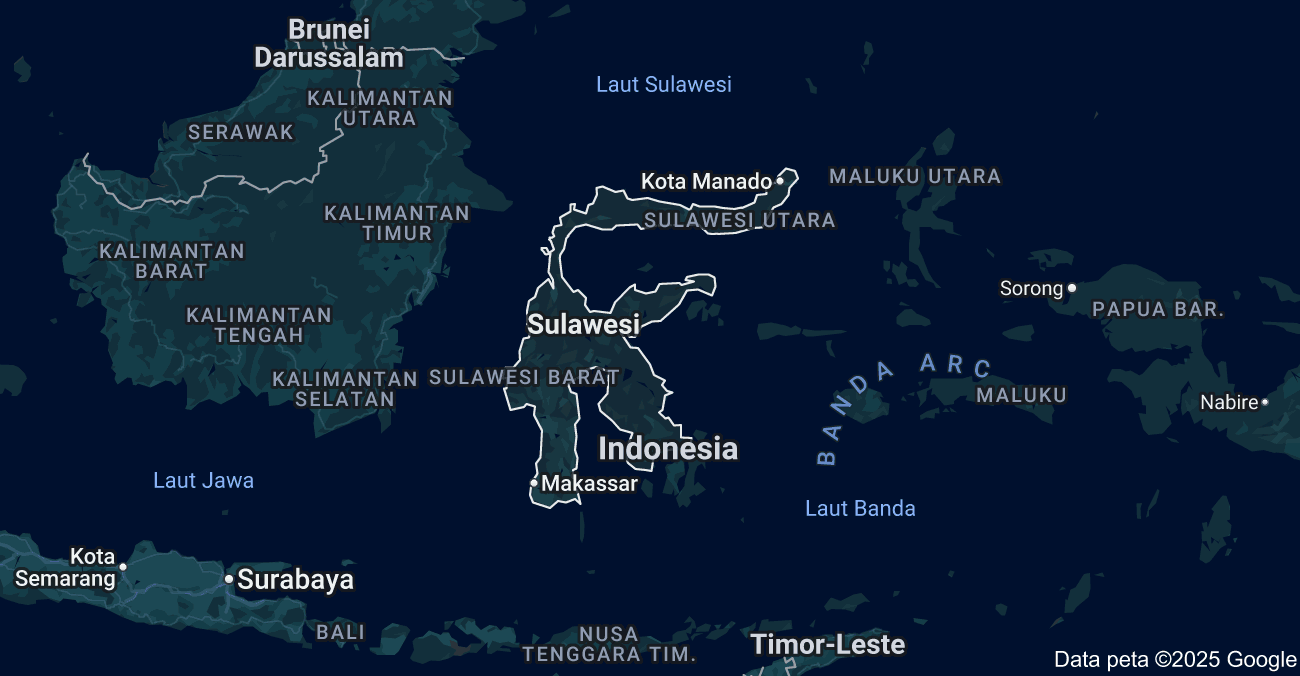 Brunei
Darussalam
Laut Sulawesi
KALIMANTAN
UTARA
SERAWAK
Kota Manado
MALUKU UTARA
KALIMANTAN
TIMUR
SULAWESI UTARA
KALIMANTAN
BARAT
Sorong
PAPUA BAR.
KALIMANTAN
TENGAH
Sulawesi
BANDA ARC
KALIMANTAN
SELATAN
SULAWESI BARAT
MALUKU
Nabire
Indonesia
Laut Jawa
Makassar
Laut Banda
Kota
Semarang
Surabaya
BALI
NUSA
TENGGARA TIM.
Timor-Leste
Data peta ©2025 Google